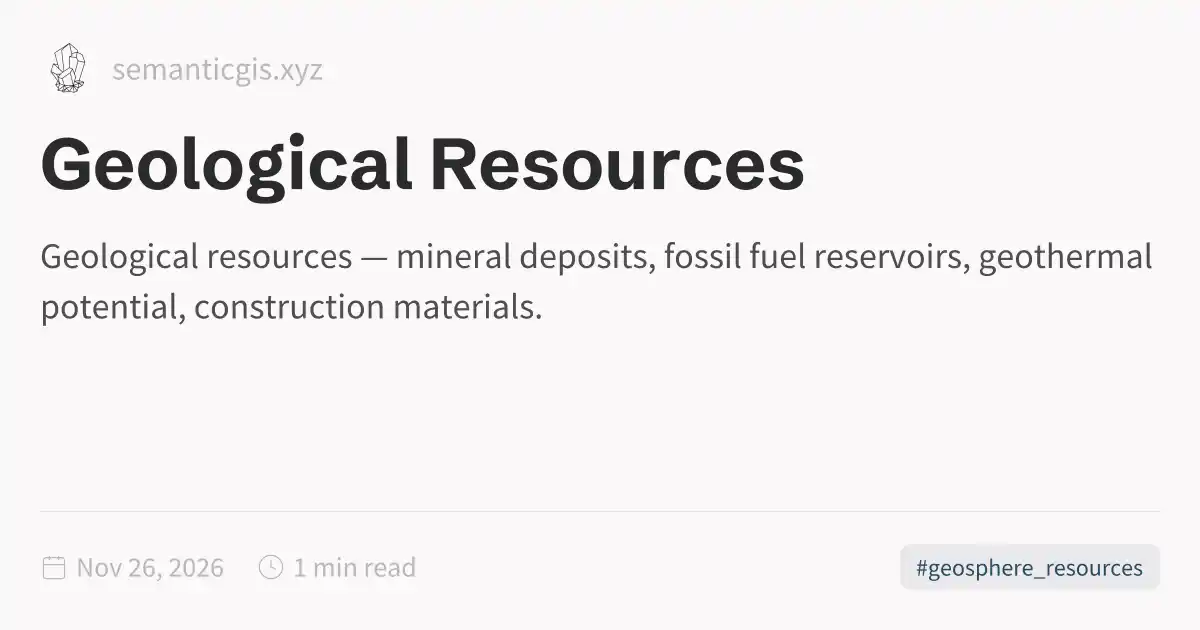 semanticgis.xyz
Geological Resources
Geological resources — mineral deposits, fossil fuel reservoirs, geothermal
potential, construction materials.
Nov 26, 2026
1 min read
#geosphere_resources